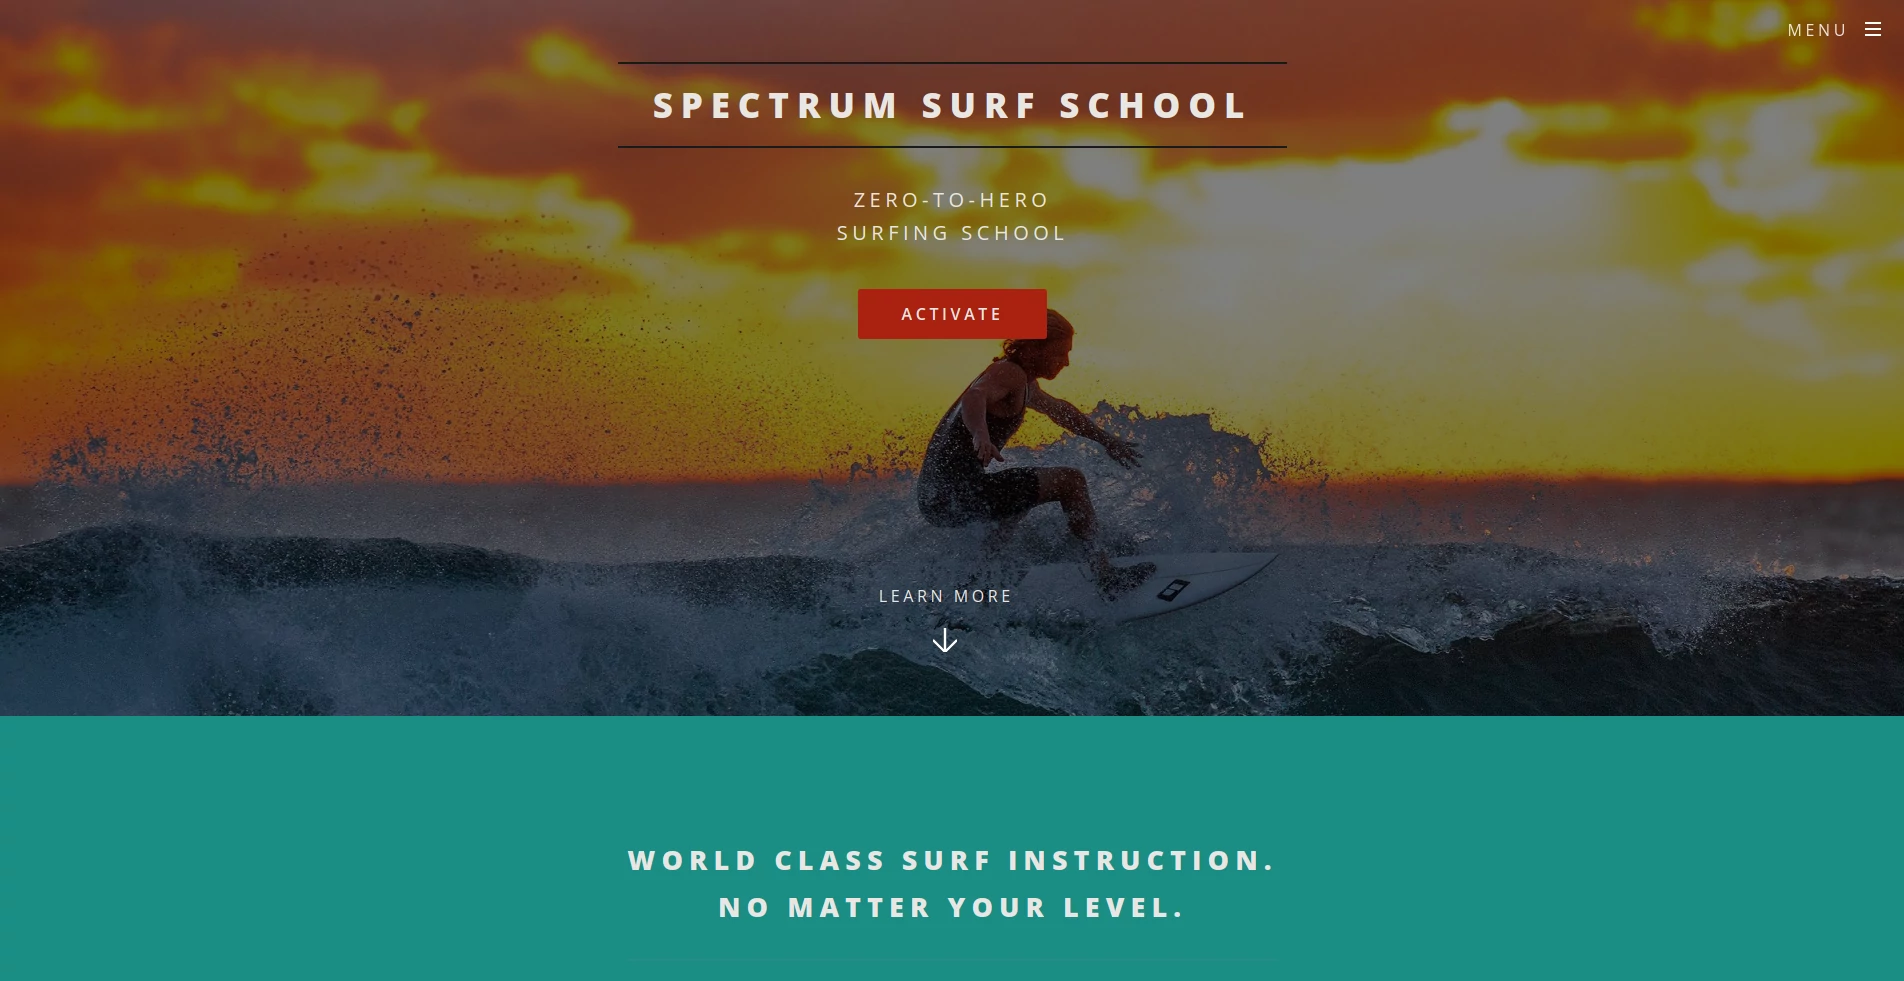 MENU
SPECTRUM SURF SCHOOL
ZERO-TO-HERO
SURFING SCHOOL
ACTIVATE
LEARN MORE
WORLD CLASS SURF INSTRUCTION.
NO MATTER YOUR LEVEL.